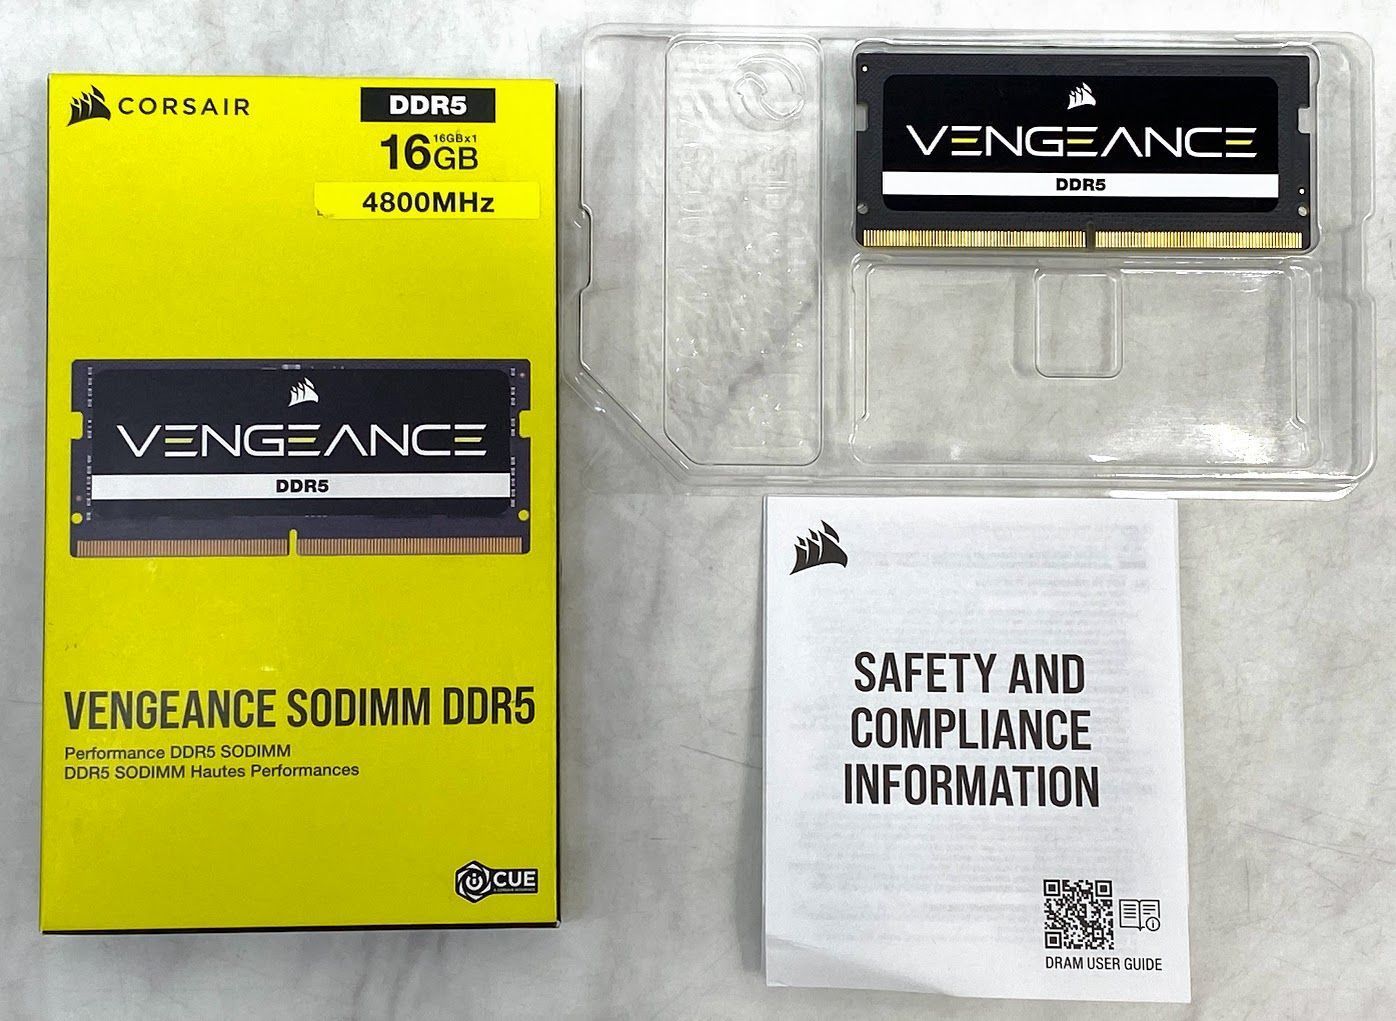 CORSAIR
DDR5
16GBx1
16GB
4800MHz
VENGEANCE
DDR5
VENGEANCE SODIMM DDR5
Performance DDR5 SODIMM
DDR5 SODIMM Hautes Performances
CUE
VENGEANCE
DDR5
SAFETY AND
COMPLIANCE
INFORMATION
DRAM USER GUIDE